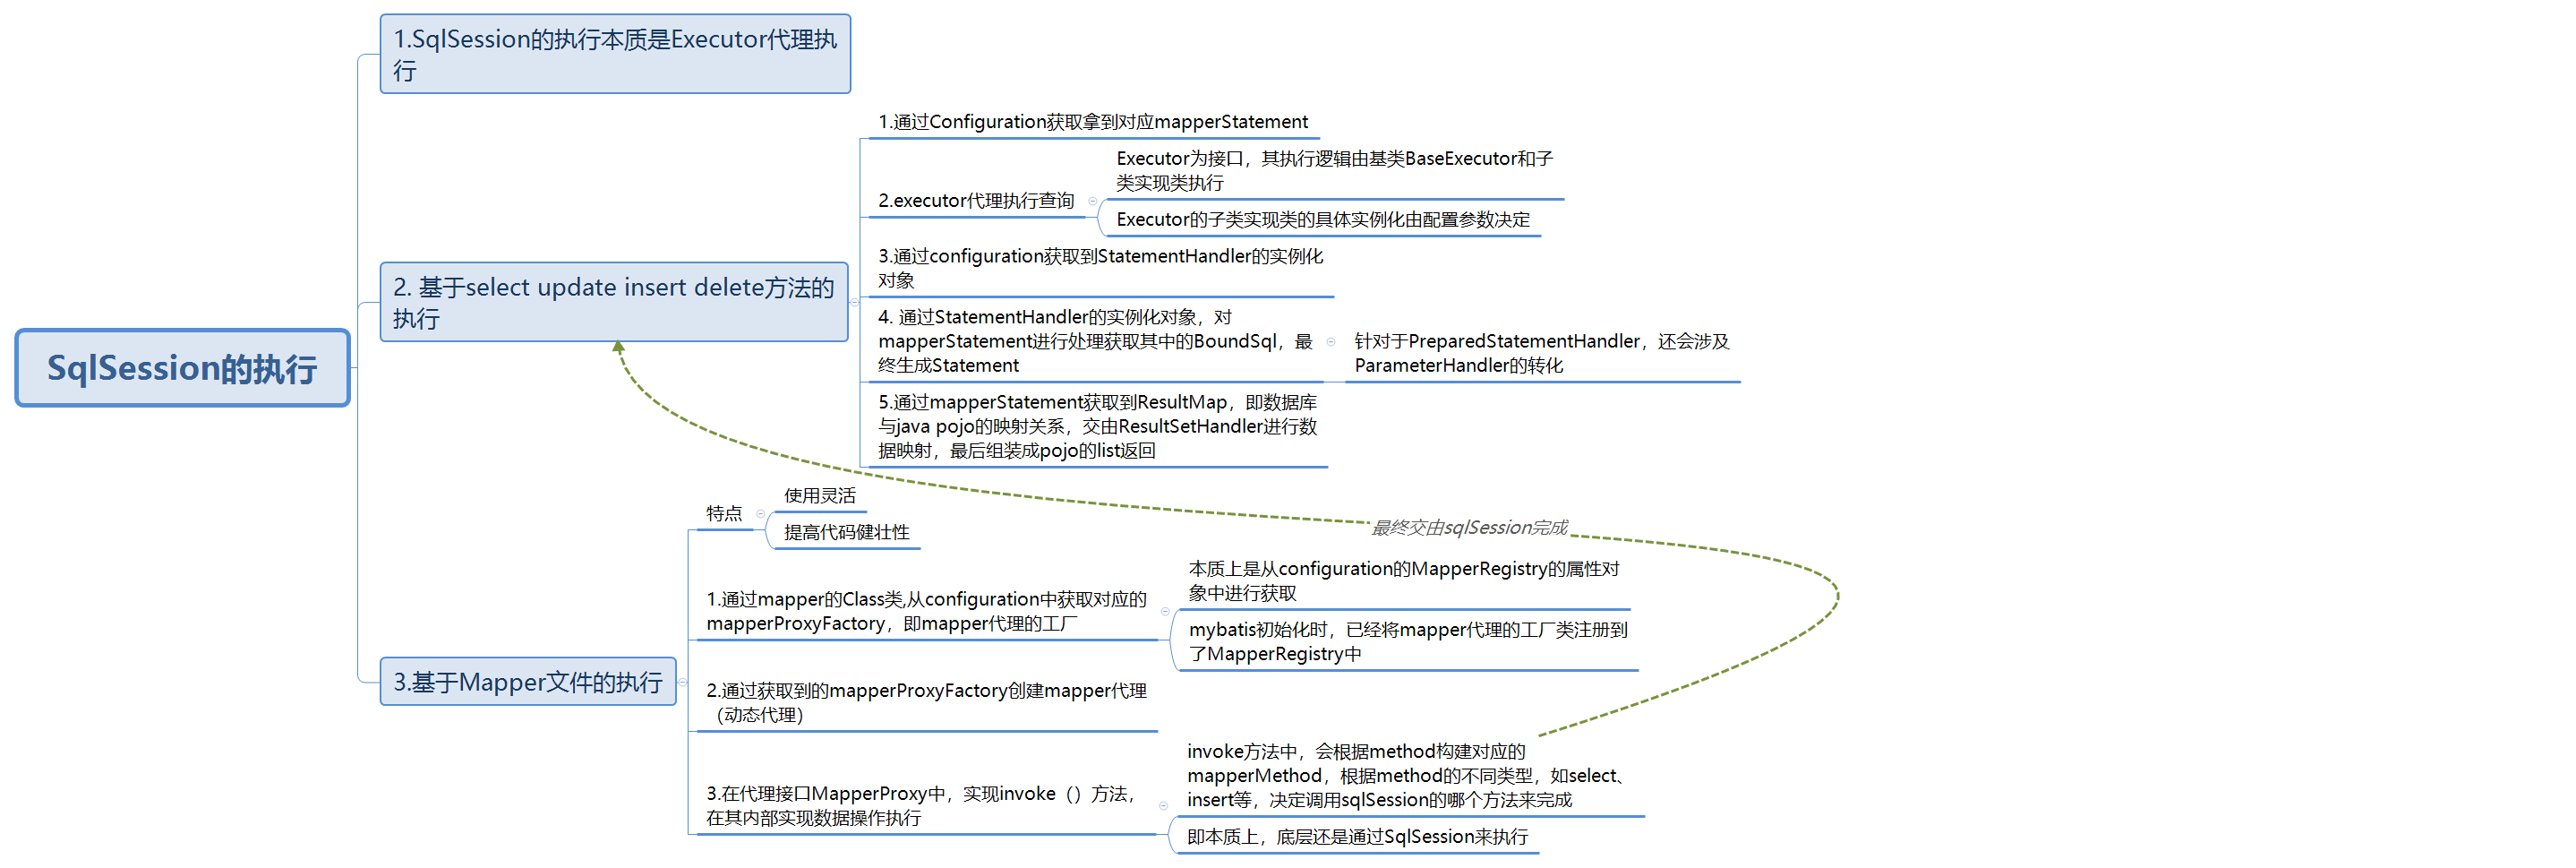 SqlSession的执行
1.SqlSession的执行本质是Executor代理执
行
2. 基于select update insert delete方法的
执行
1.通过Configuration获取拿到对应mapperStatement
2.executor代理执行查询
Executor为接口，其执行逻辑由基类BaseExecutor和子
类实现类执行
Executor的子类实现类的具体实例化由配置参数决定
3.通过configuration获取到StatementHandler的实例化
对象
4. 通过StatementHandler的实例化对象，对
mapperStatement进行处理获取其中的BoundSql，最
终生成Statement
针对于PreparedStatementHandler，还会涉及
ParameterHandler的转化
5.通过mapperStatement获取到ResultMap，即数据库
与java pojo的映射关系，交由ResultSetHandler进行数
据映射，最后组装成pojo的list返回
最终交由sqlSession完成
3.基于Mapper文件的执行
特点
使用灵活
提高代码健壮性
1.通过mapper的Class类,从configuration中获取对应的
mapperProxyFactory，即mapper代理的工厂
本质上是从configuration的MapperRegistry的属性对
象中进行获取
mybatis初始化时，已经将mapper代理的工厂类注册到
了MapperRegistry中
2.通过获取到的mapperProxyFactory创建mapper代理
（动态代理）
3.在代理接口MapperProxy中，实现invoke（）方法，
在其内部实现数据操作执行
invoke方法中，会根据method构建对应的
mapperMethod，根据method的不同类型，如select、
insert等，决定调用sqlSession的哪个方法来完成
即本质上，底层还是通过SqlSession来执行